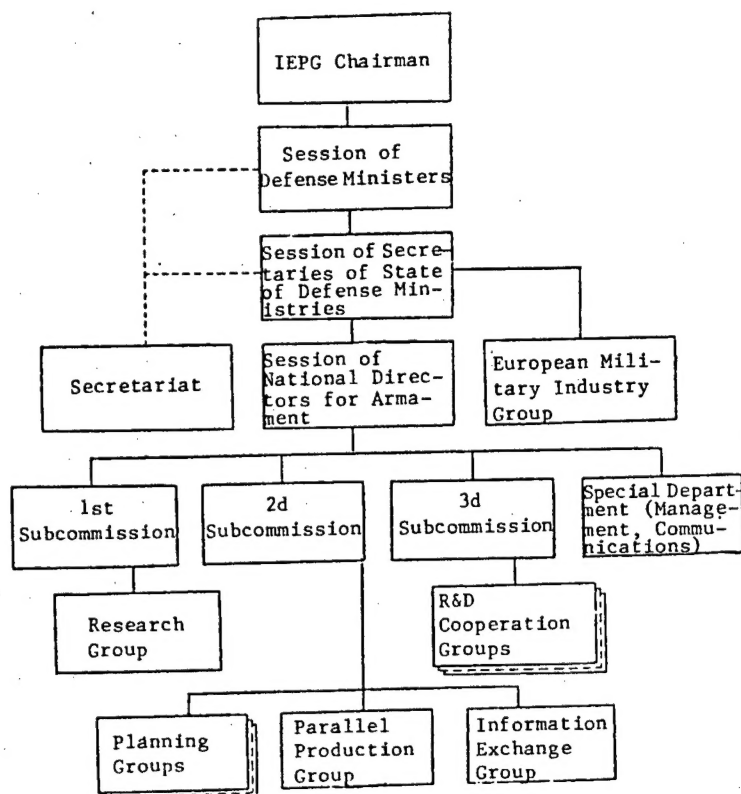 IEPG Chairman
Session of
Defense Ministers
Session of Secre-
taries of State
of Defense Min-
istries
Secretariat
Session of
National Direc-
tors for Arma-
ment
European Mili-
tary Industry
Group
1st
Subcommission
2d
Subcommission
3d
Subcommission
Special Depart-
ment (Manage-
ment, Commu-
nications)
Research
Group
R&D
Cooperation
Groups
Planning
Groups
Parallel
Production
Group
Information
Exchange
Group